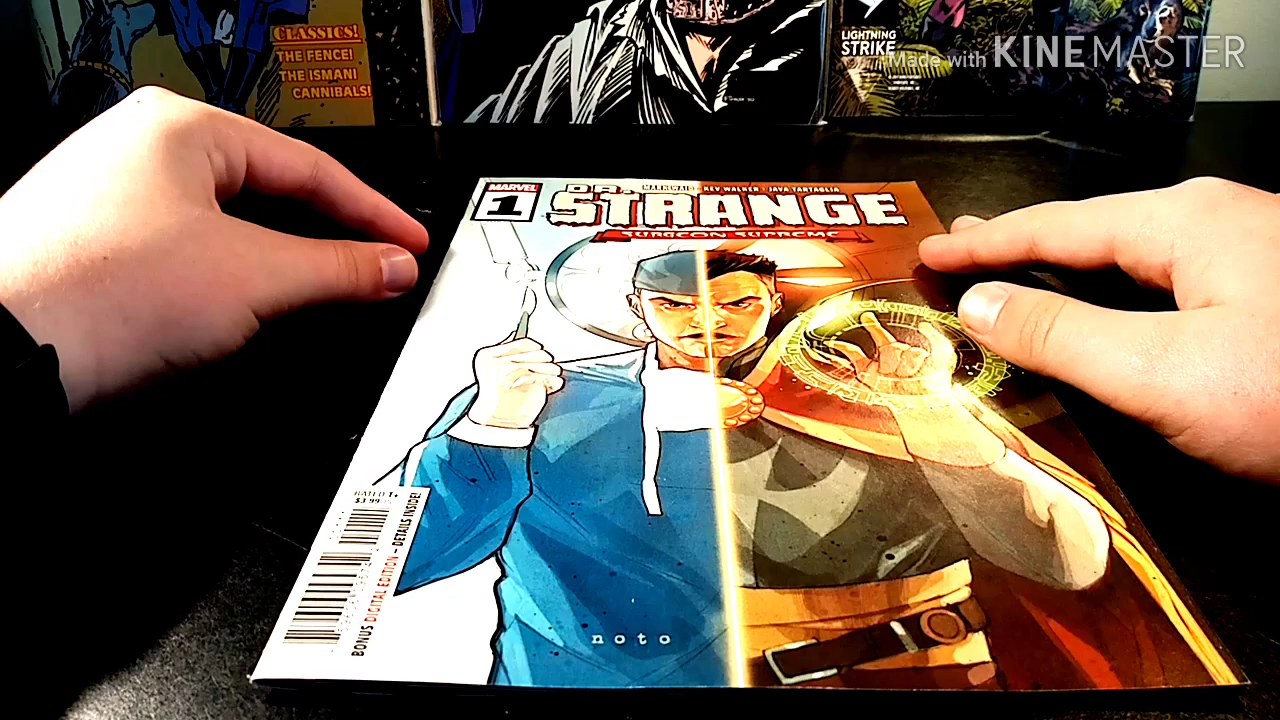 CLASSICS!
THE FENCE!
THE ISMANI
CANNIBALS!
LIGHTNING
STRIKE
Made with KINEMASTER
MARVEL
1
MARK WAID • KEV WALKER • JAVA TARTAGLIA
DR.
STRANGE
SURGEON SUPREME
RATED T+
$3.99
BONUS DIGITAL EDITION – DETAILS INSIDE!
noto